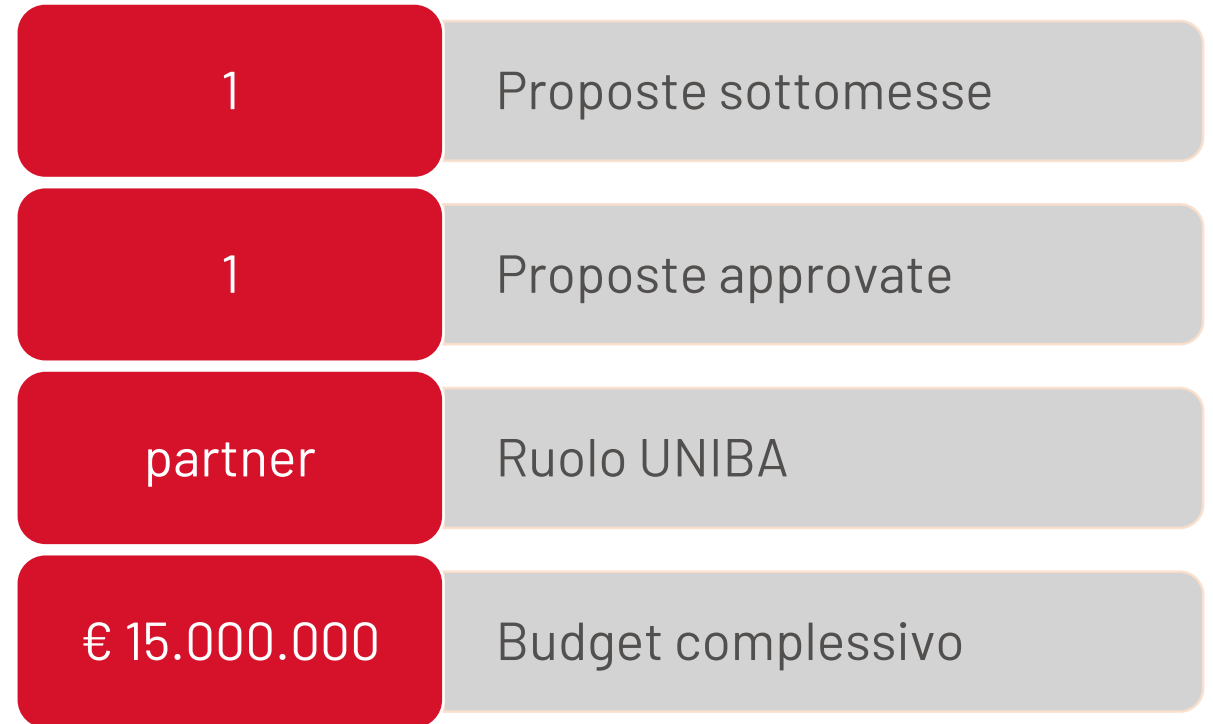 1
Proposte sottomesse
1
Proposte approvate
partner
Ruolo UNIBA
€ 15.000.000
Budget complessivo